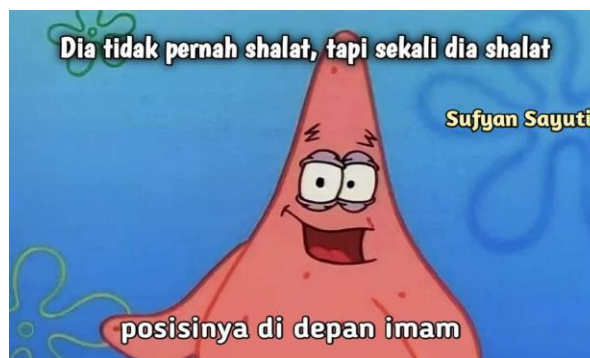 Dia tidak pernah shalat, tapi sekali dia shalat
Sufyan Sayuti
posisinya di depan imam